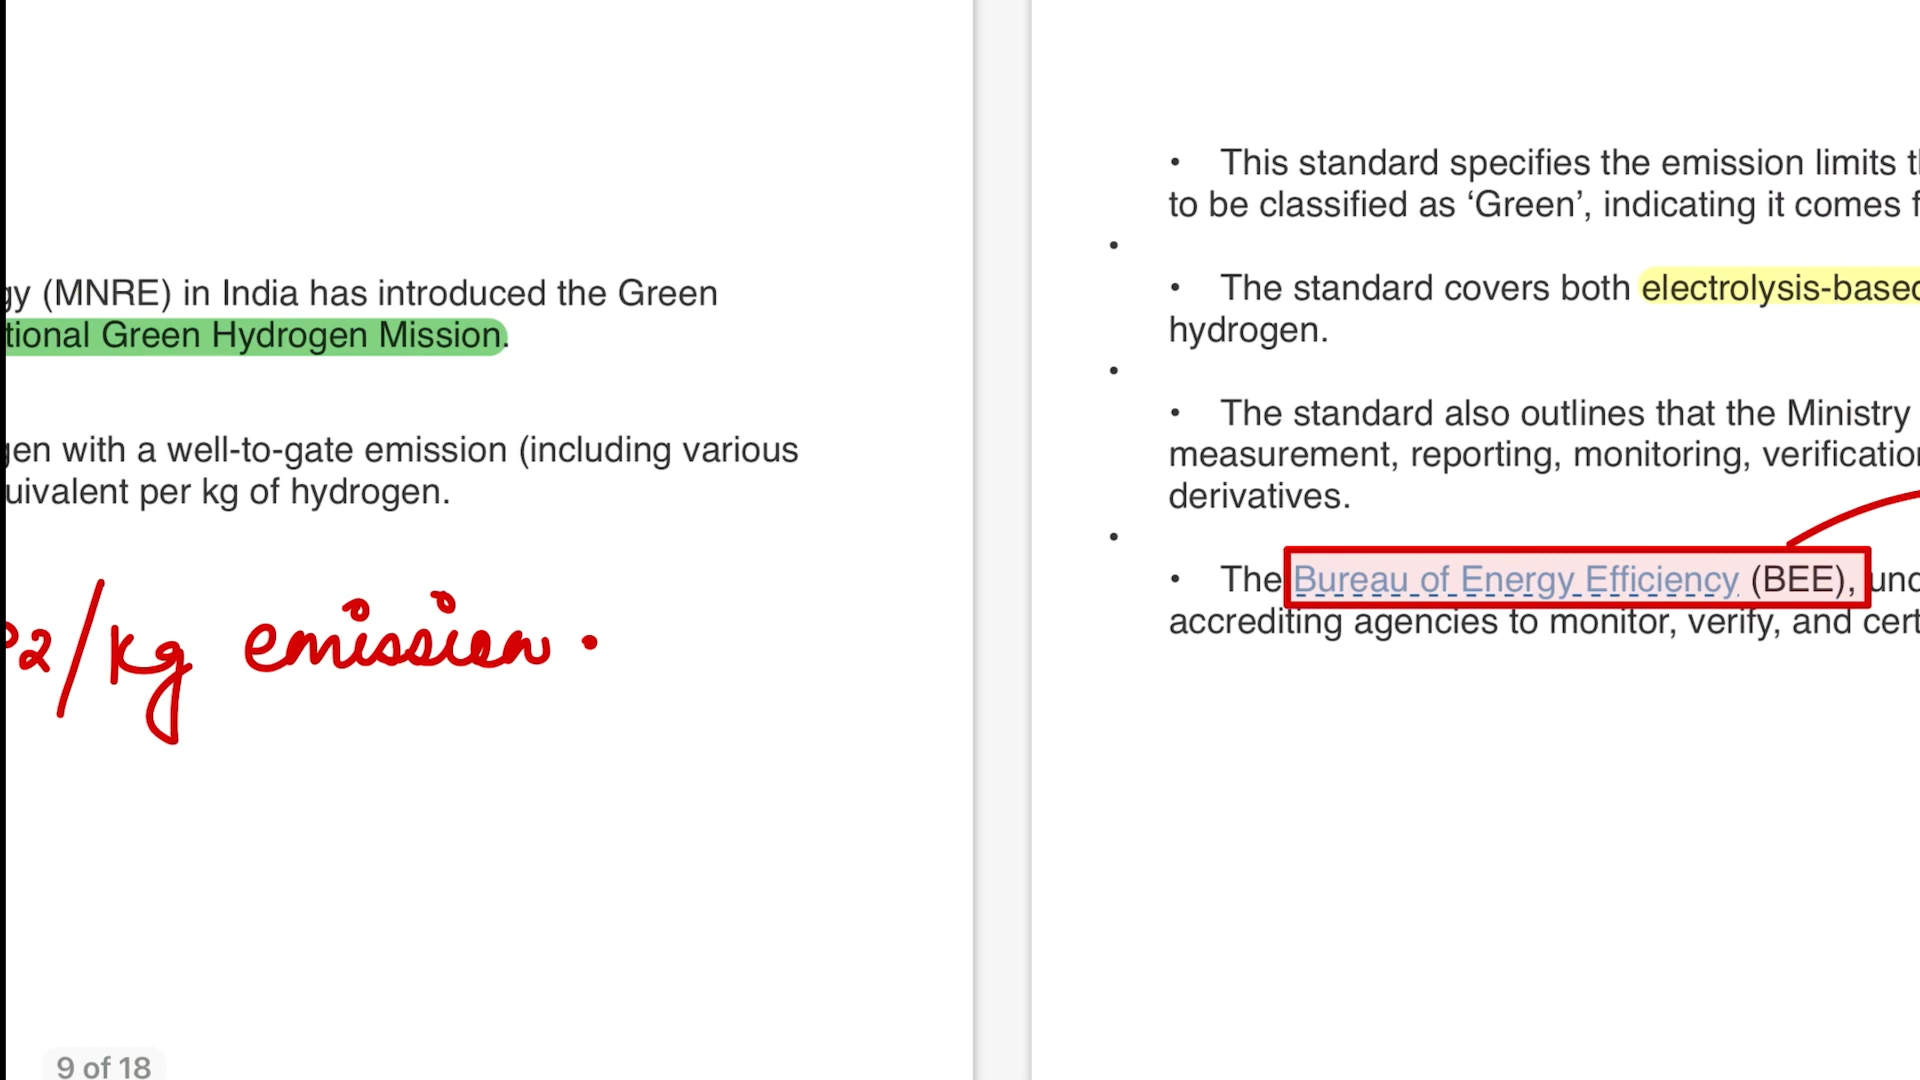 gy (MNRE) in India has introduced the Green
tional Green Hydrogen Mission.
gen with a well-to-gate emission (including various
uivalent per kg of hydrogen.
2/kg emission.
9 of 18
• This standard specifies the emission limits t
to be classified as ‘Green’, indicating it comes f
•
• The standard covers both electrolysis-based
hydrogen.
•
• The standard also outlines that the Ministry
measurement, reporting, monitoring, verification
derivatives.
•
• The Bureau of Energy Efficiency (BEE), und
accrediting agencies to monitor, verify, and cert